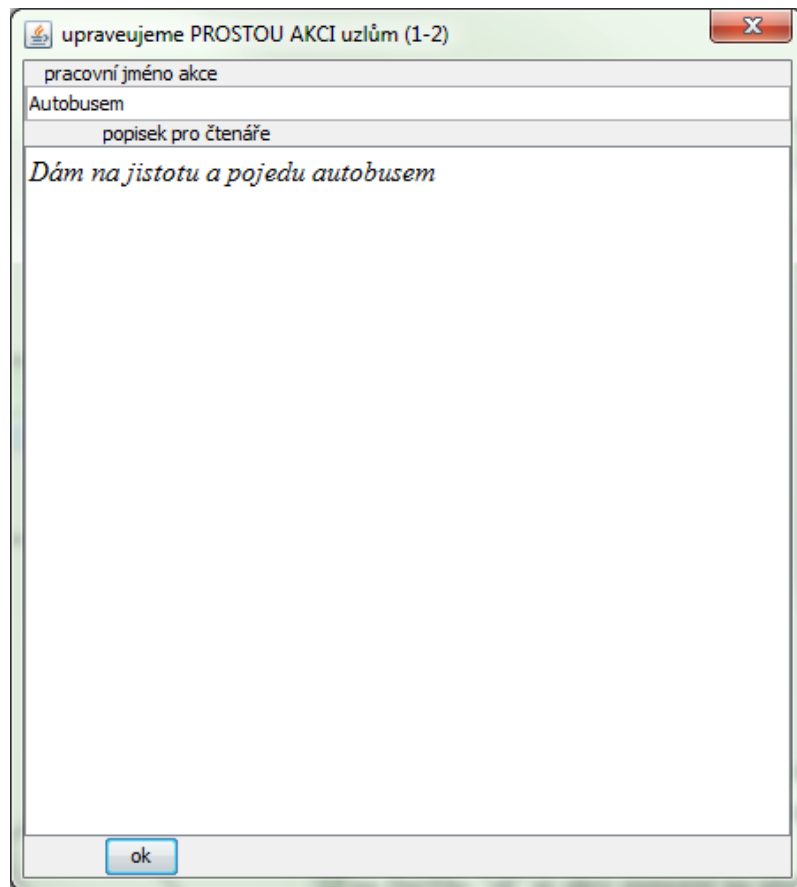 upraveujeme PROSTOU AKCI uzlům (1-2)
pracovní jméno akce
Autobusem
popisek pro čtenáře
Dám na jistotu a pojedu autobusem
ok